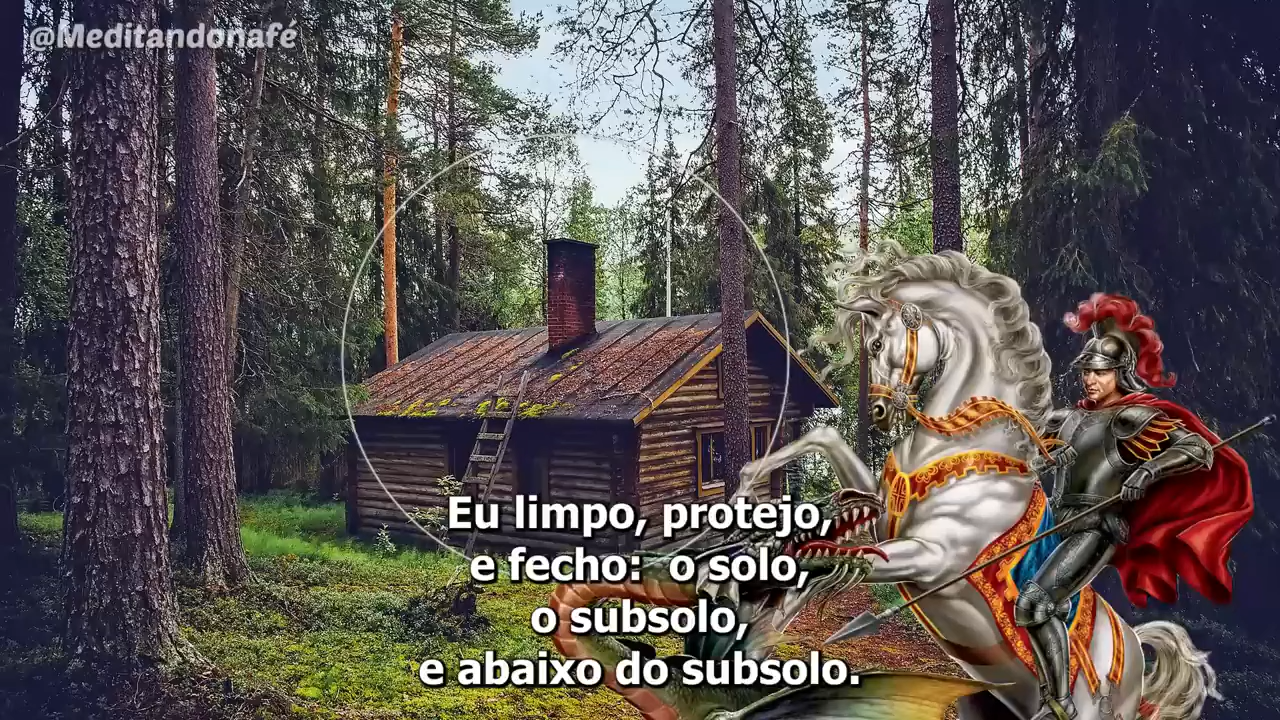 @Meditandonafé
Eu limpo, protejo,
e fecho:  o solo,
o subsolo,
e abaixo do subsolo.